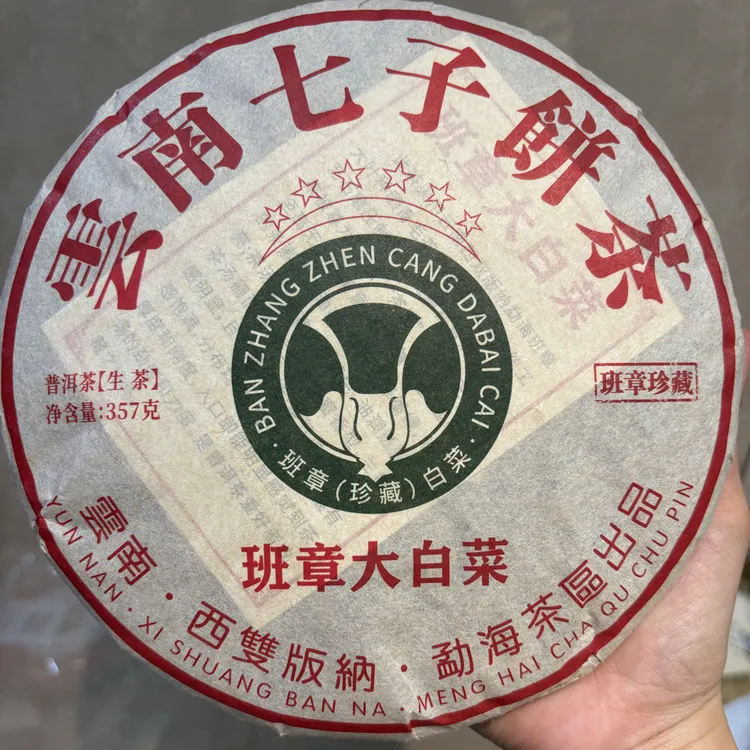 雲南七子餅茶
BAN ZHANG ZHEN CANG DABAI CAI
·班章(珍藏)白菜·
普洱茶【生 茶】
净含量:357克
班章珍藏
班章大白菜
雲南·西雙版納·勐海茶區出品
YUN NAN·XI SHUANG BAN NA·MENG HAI CHA QU CHU PIN
班章大白菜